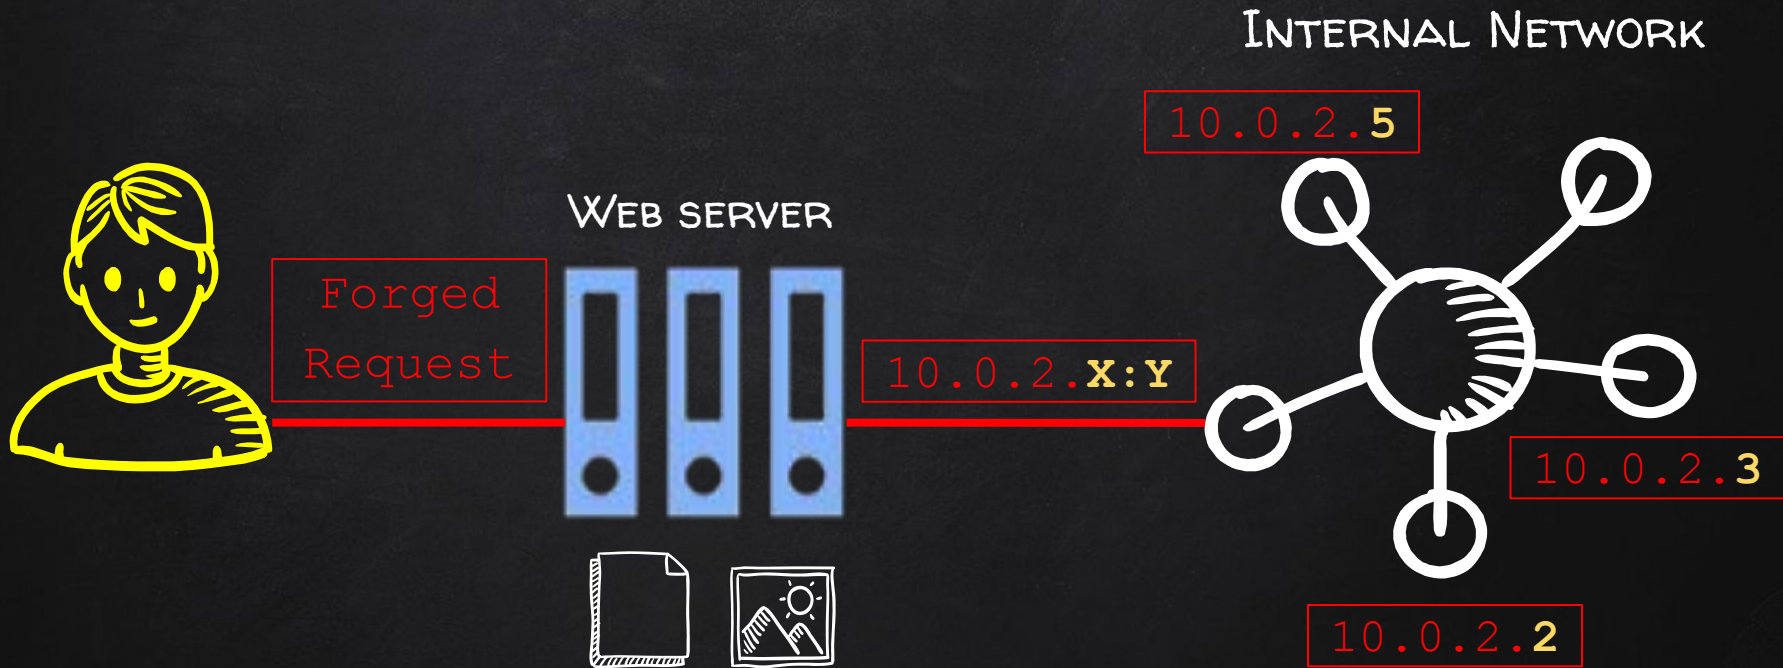 INTERNAL NETWORK
10.0.2.5
WEB SERVER
Forged
Request
10.0.2.X:Y
10.0.2.3
10.0.2.2